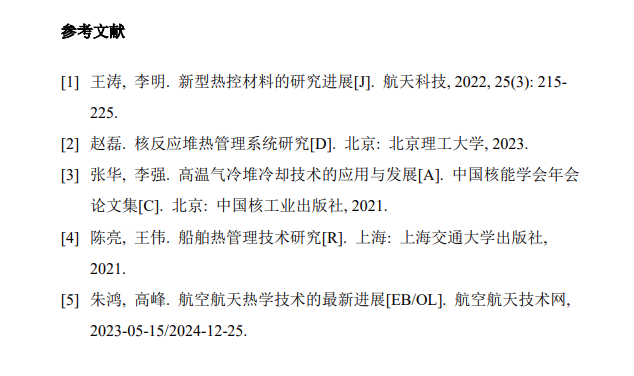 参考文献
[1] 王涛, 李明. 新型热控材料的研究进展[J]. 航天科技, 2022, 25(3): 215-
225.
[2] 赵磊. 核反应堆热管理系统研究[D]. 北京: 北京理工大学, 2023.
[3] 张华, 李强. 高温气冷堆冷却技术的应用与发展[A]. 中国核能学会年会
论文集[C]. 北京: 中国核工业出版社, 2021.
[4] 陈亮, 王伟. 船舶热管理技术研究[R]. 上海: 上海交通大学出版社,
2021.
[5] 朱鸿, 高峰. 航空航天热学技术的最新进展[EB/OL]. 航空航天技术网,
2023-05-15/2024-12-25.